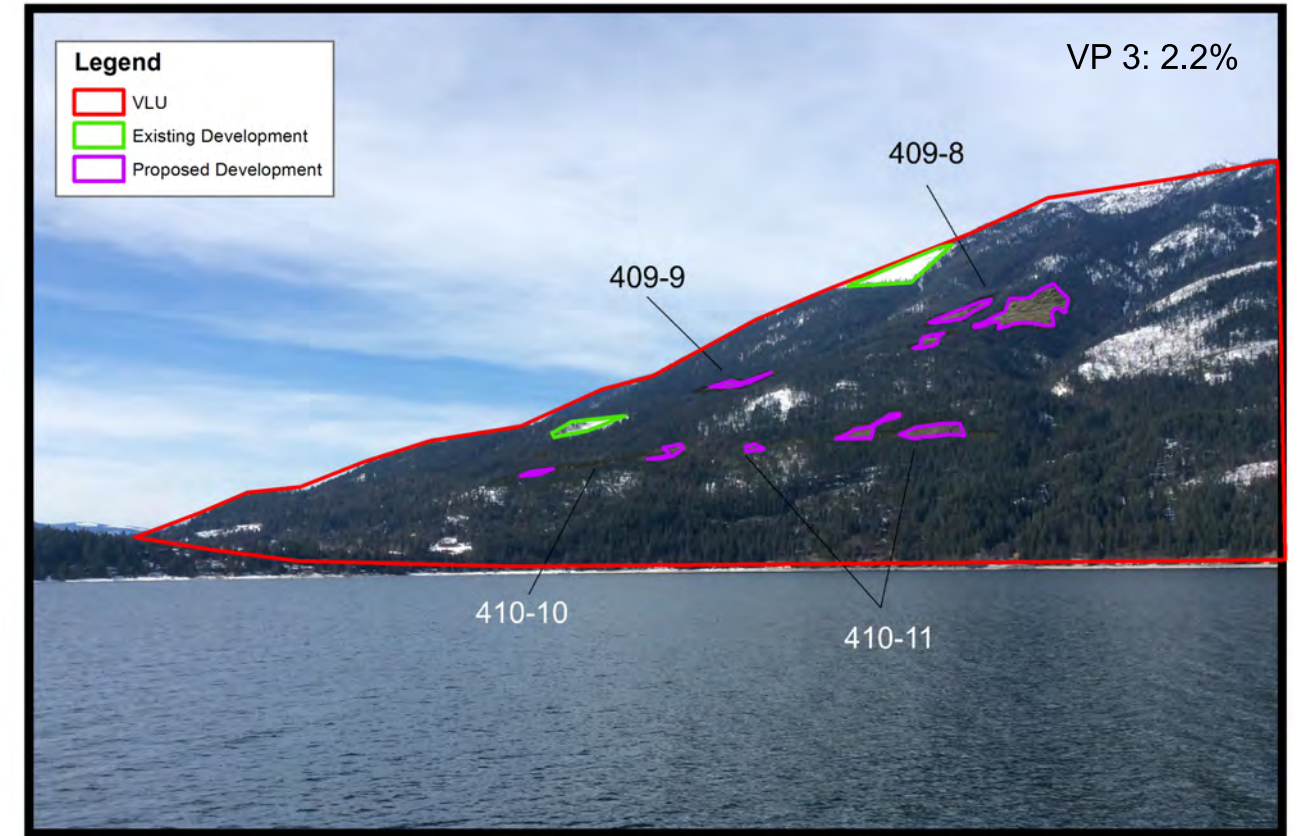 Legend
VLU
Existing Development
Proposed Development
VP 3: 2.2%
409-8
409-9
410-10
410-11